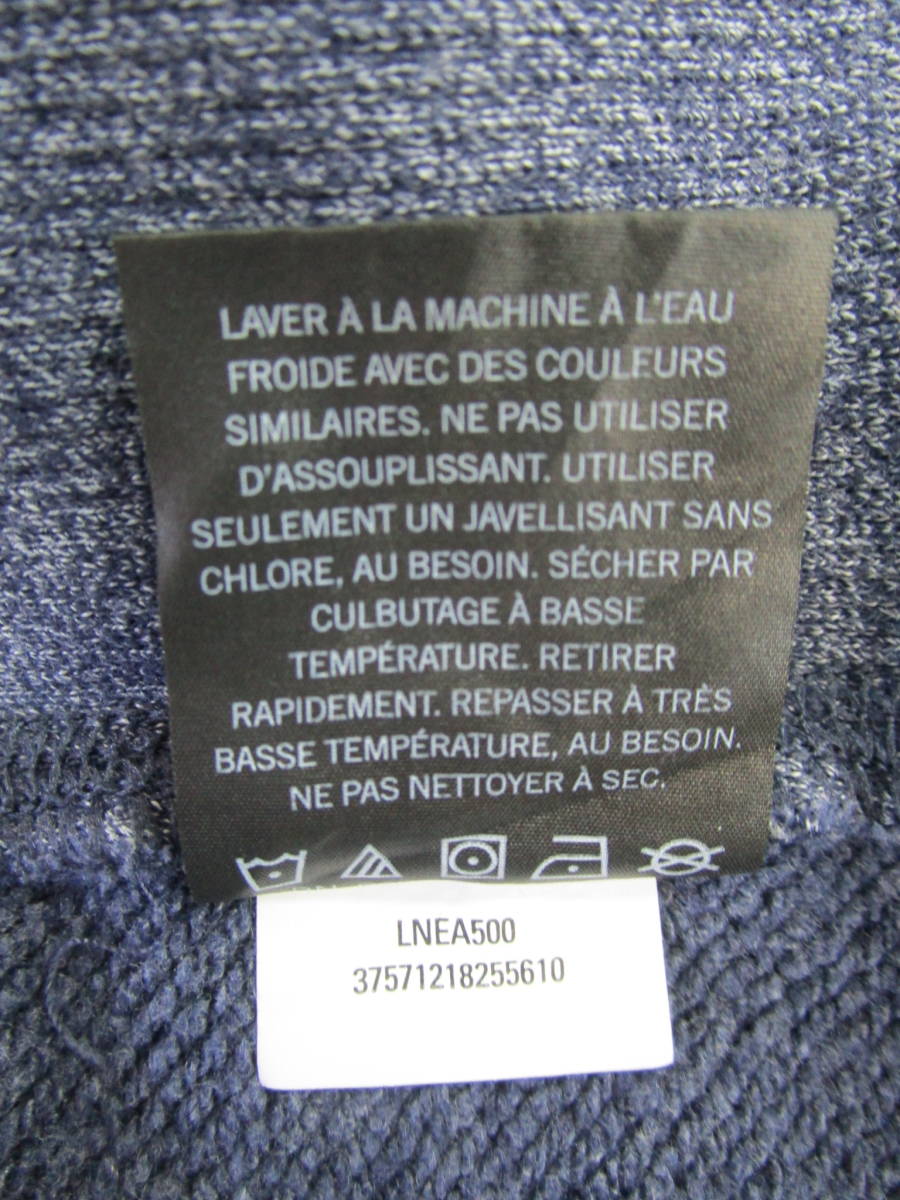 LAVER À LA MACHINE À L'EAU
FROIDE AVEC DES COULEURS
SIMILAIRES. NE PAS UTILISER
D'ASSOUPLISSANT. UTILISER
SEULEMENT UN JAVELLISANT SANS
CHLORE, AU BESOIN. SÉCHER PAR
CULBUTAGE À BASSE
TEMPÉRATURE. RETIRER
RAPIDEMENT. REPASSER À TRÈS
BASSE TEMPÉRATURE, AU BESOIN.
NE PAS NETTOYER À SEC.
LNEA500
37571218255610